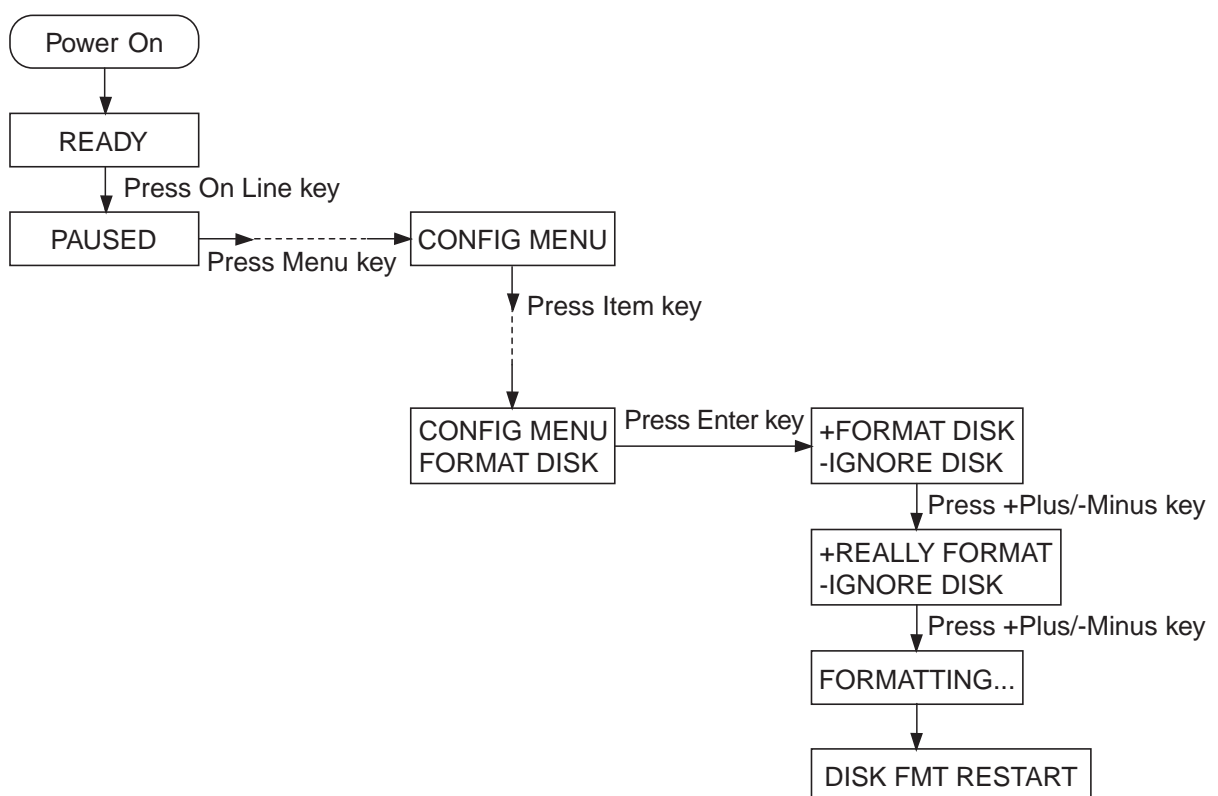 Power On
READY
Press On Line key
PAUSED
Press Menu key
CONFIG MENU
Press Item key
CONFIG MENU
FORMAT DISK
Press Enter key
+FORMAT DISK
-IGNORE DISK
Press +Plus/-Minus key
+REALLY FORMAT
-IGNORE DISK
Press +Plus/-Minus key
FORMATTING...
DISK FMT RESTART